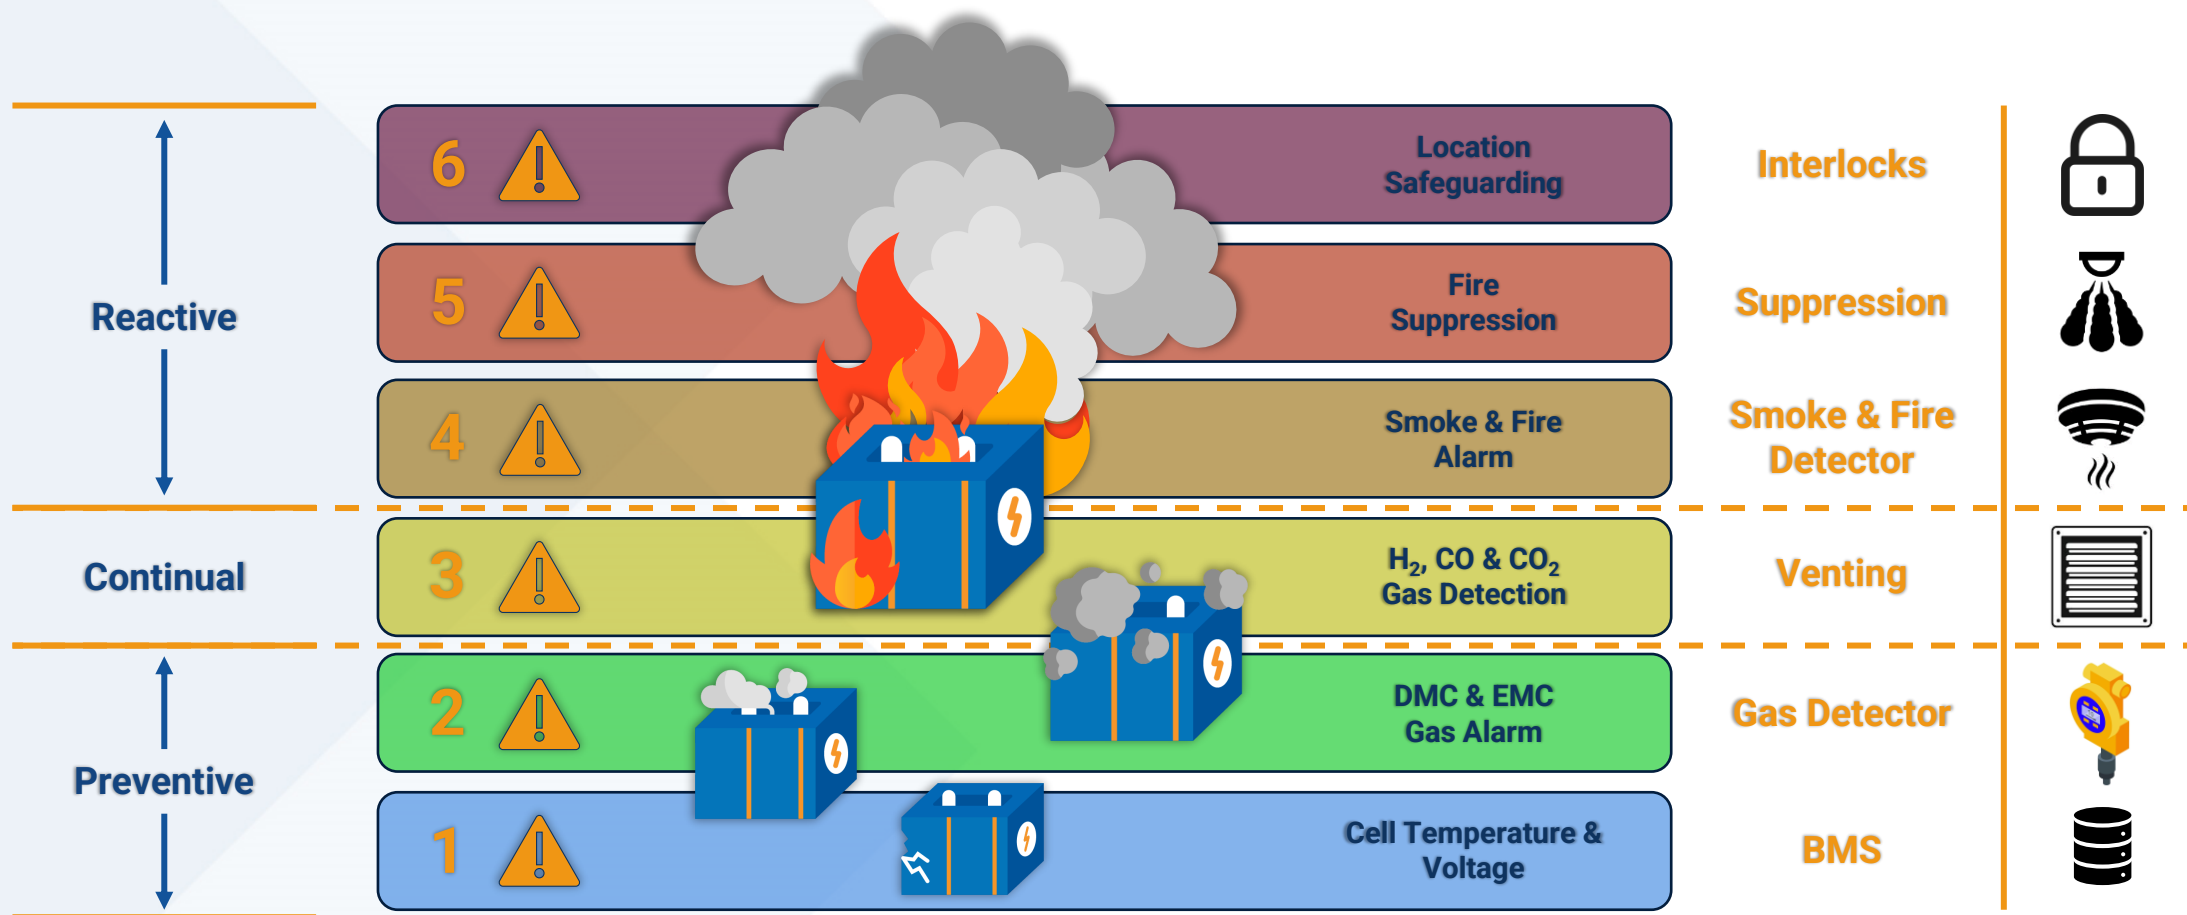 6
Location
Safeguarding
Interlocks
Reactive
5
Fire
Suppression
Suppression
4
Smoke & Fire
Alarm
Smoke & Fire
Detector
Continual
3
H₂, CO & CO₂
Gas Detection
Venting
Preventive
2
DMC & EMC
Gas Alarm
Gas Detector
1
Cell Temperature &
Voltage
BMS